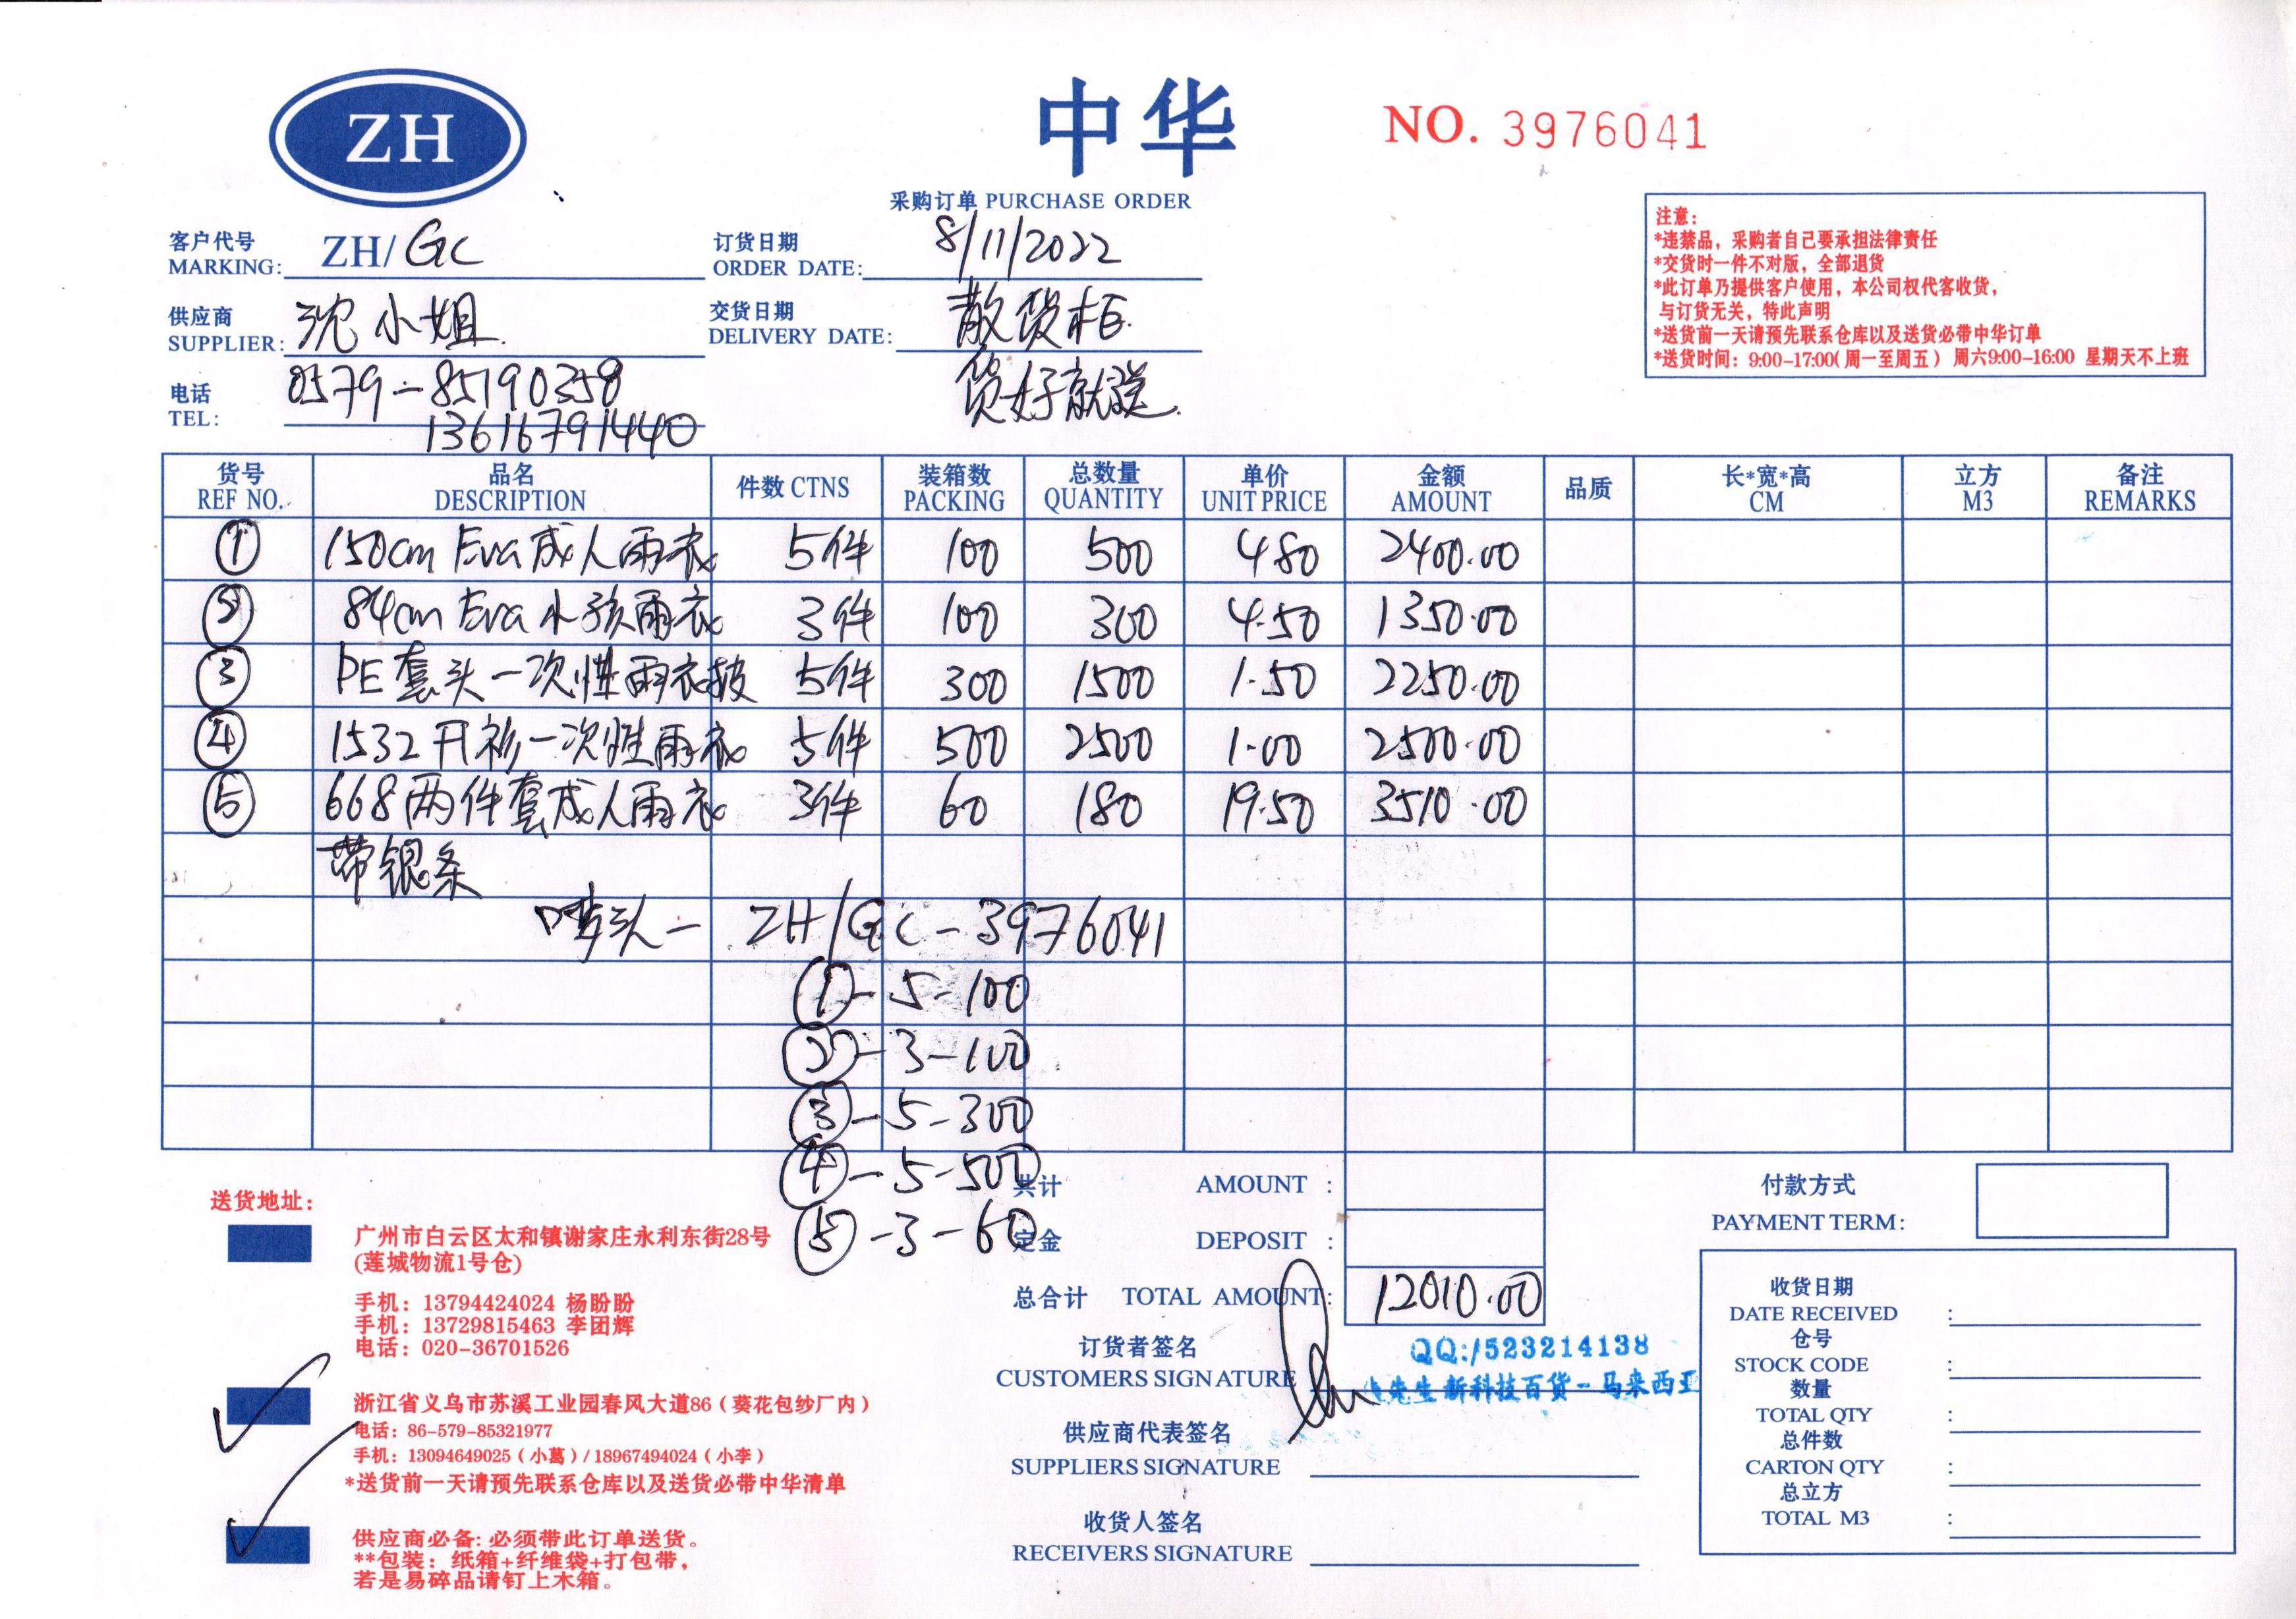 ZH
中华
NO. 3976041
采购订单 PURCHASE ORDER
客户代号 MARKING: ZH/GC
订货日期 ORDER DATE: 8/11/2022
供应商 SUPPLIER: 沈小姐.
交货日期 DELIVERY DATE: 散货柜.
货好就送.
电话 TEL: 0579-85190358
13616791440
注意:
*违禁品，采购者自己要承担法律责任
*交货时一件不对版，全部退货
*此订单乃提供客户使用，本公司权代客收货，
与订货无关，特此声明
*送货前一天请预先联系仓库以及送货必带中华订单
*送货时间：9:00-17:00(周一至周五) 周六9:00-16:00 星期天不上班
货号 品名 件数 CTNS 装箱数 总数量 单价 金额 品质 长*宽*高 立方 备注
REF NO. DESCRIPTION PACKING QUANTITY UNIT PRICE AMOUNT CM M3 REMARKS
① 150cm Eva成人雨衣 5件 100 500 4.80 2400.00
② 84cm Eva小孩雨衣 3件 100 300 4.50 1350.00
③ PE套头一次性雨衣披 5件 300 1500 1.50 2250.00
④ 1532开衫一次性雨衣 5件 500 2500 1.00 2500.00
⑤ 668两件套成人雨衣 3件 60 180 19.50 3510.00
带银条
唛头- ZH/GC-3976041
①-5-100
②-3-100
③-5-300
④-5-500
⑤-3-60
共计 AMOUNT :
定金 DEPOSIT :
总合计 TOTAL AMOUNT: 12010.00
付款方式
PAYMENT TERM:
送货地址:
广州市白云区太和镇谢家庄永利东街28号
(莲城物流1号仓)
手机：13794424024 杨盼盼
手机：13729815463 李团辉
电话：020-36701526
浙江省义乌市苏溪工业园春风大道86（葵花包纱厂内）
电话：86-579-85321977
手机：13094649025（小葛）/ 18967494024（小李）
*送货前一天请预先联系仓库以及送货必带中华清单
供应商必备: 必须带此订单送货。
**包装：纸箱+纤维袋+打包带，
若是易碎品请钉上木箱。
订货者签名
CUSTOMERS SIGNATURE
QQ:/523214138
先生新科技百货-马来西亚
供应商代表签名
SUPPLIERS SIGNATURE
收货人签名
RECEIVERS SIGNATURE
收货日期
DATE RECEIVED :
仓号
STOCK CODE :
数量
TOTAL QTY :
总件数
CARTON QTY :
总立方
TOTAL M3 :